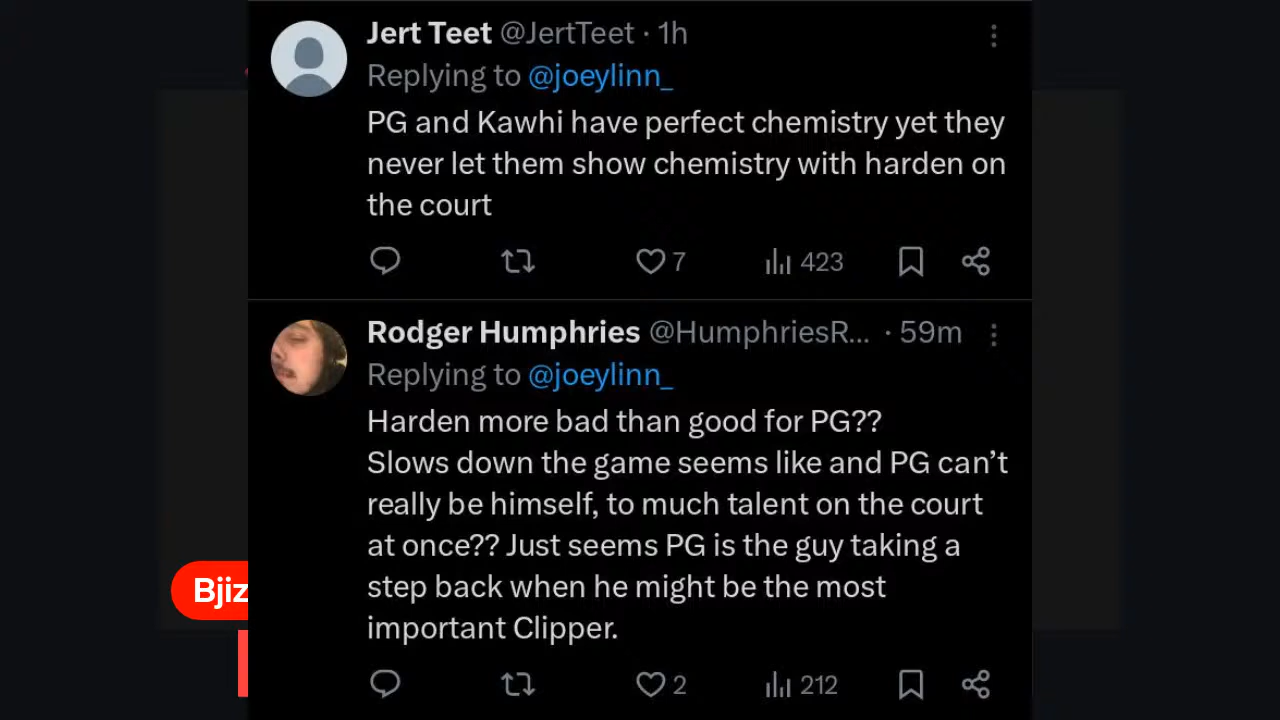 Jert Teet @JertTeet · 1h
Replying to @joeylinn_
PG and Kawhi have perfect chemistry yet they
never let them show chemistry with harden on
the court
7 423
Rodger Humphries @HumphriesR... · 59m
Replying to @joeylinn_
Harden more bad than good for PG??
Slows down the game seems like and PG can’t
really be himself, to much talent on the court
at once?? Just seems PG is the guy taking a
step back when he might be the most
important Clipper.
Bjiz
2 212